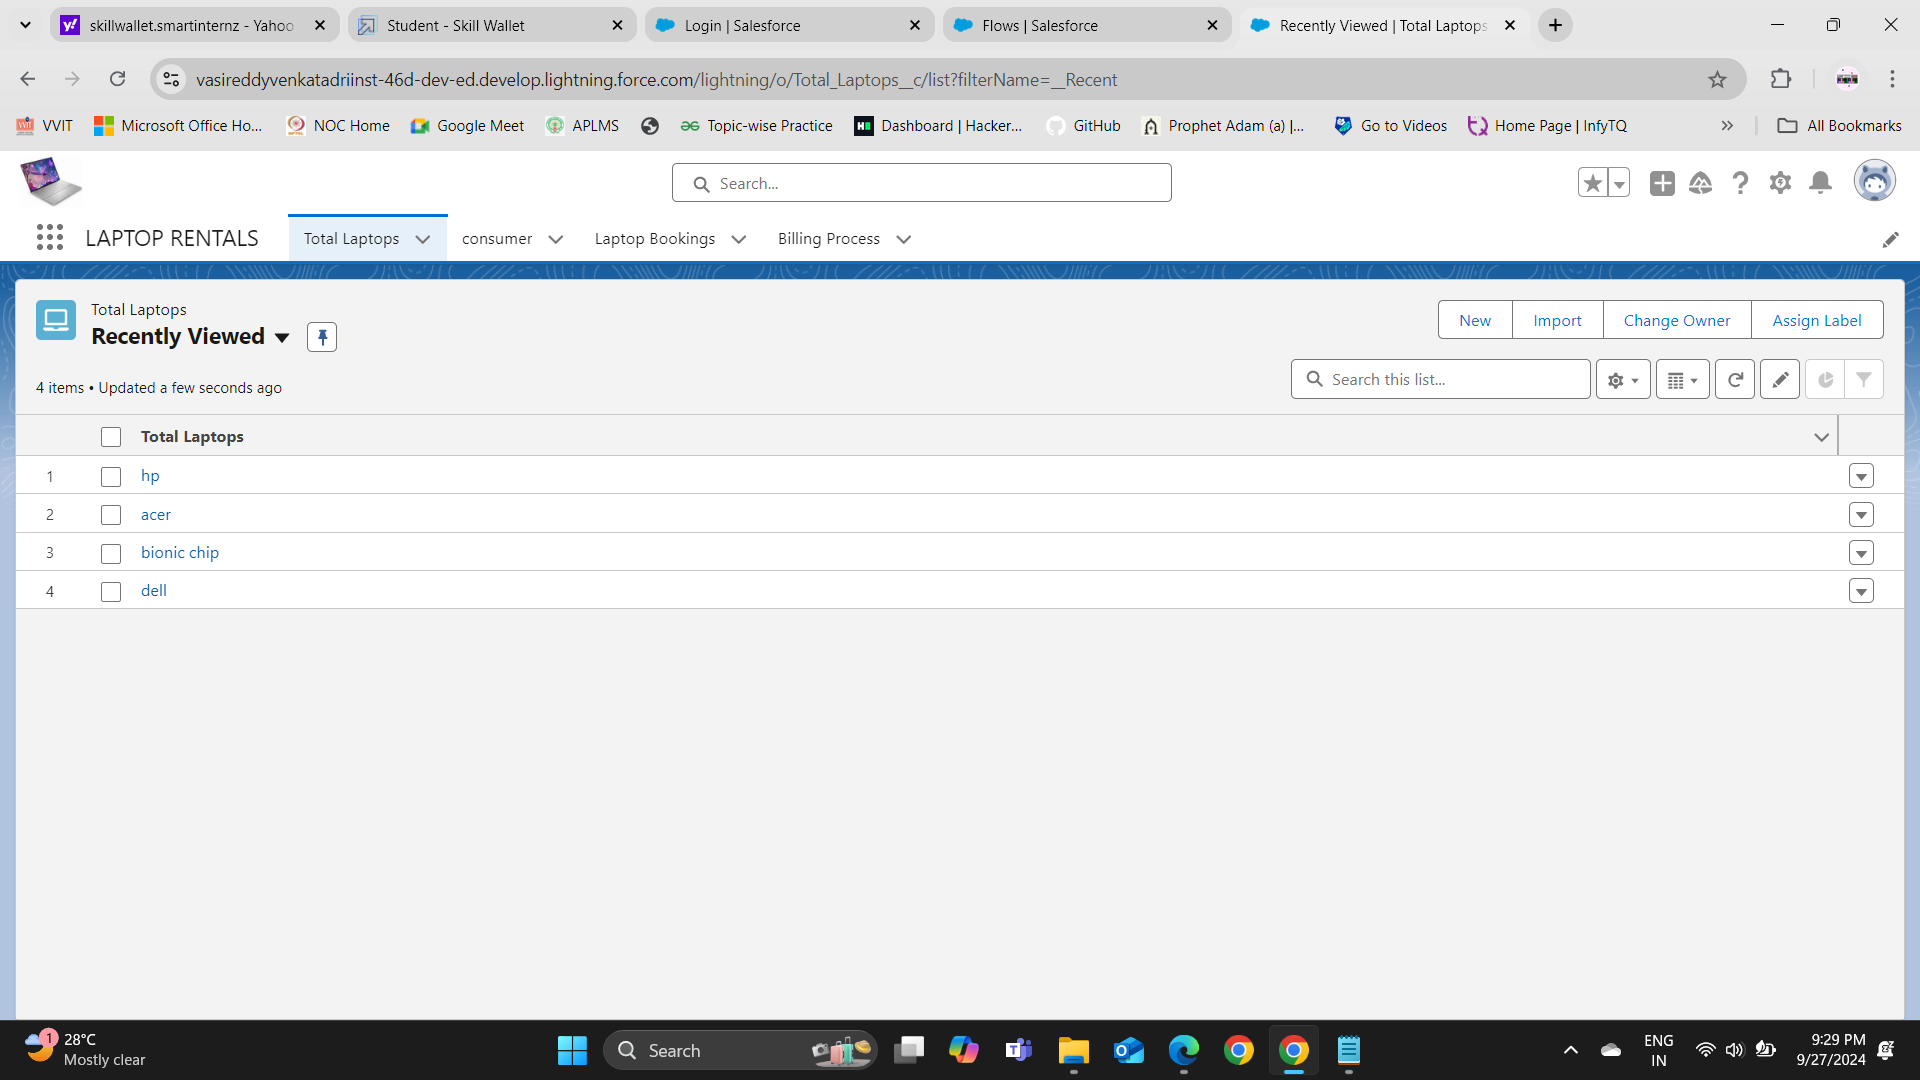 skillwallet.smartinternz - Yahoo
Student - Skill Wallet
Login | Salesforce
Flows | Salesforce
Recently Viewed | Total Laptops
vasireddyvenkatadriinst-46d-dev-ed.develop.lightning.force.com/lightning/o/Total_Laptops__c/list?filterName=__Recent
VVIT
Microsoft Office Ho...
NOC Home
Google Meet
APLMS
Topic-wise Practice
Dashboard | Hacker...
GitHub
Prophet Adam (a) |...
Go to Videos
Home Page | InfyTQ
All Bookmarks
Search...
LAPTOP RENTALS
Total Laptops
consumer
Laptop Bookings
Billing Process
Total Laptops
Recently Viewed
New
Import
Change Owner
Assign Label
4 items • Updated a few seconds ago
Search this list...
Total Laptops
1 hp
2 acer
3 bionic chip
4 dell
1
28°C
Mostly clear
Search
ENG
IN
9:29 PM
9/27/2024